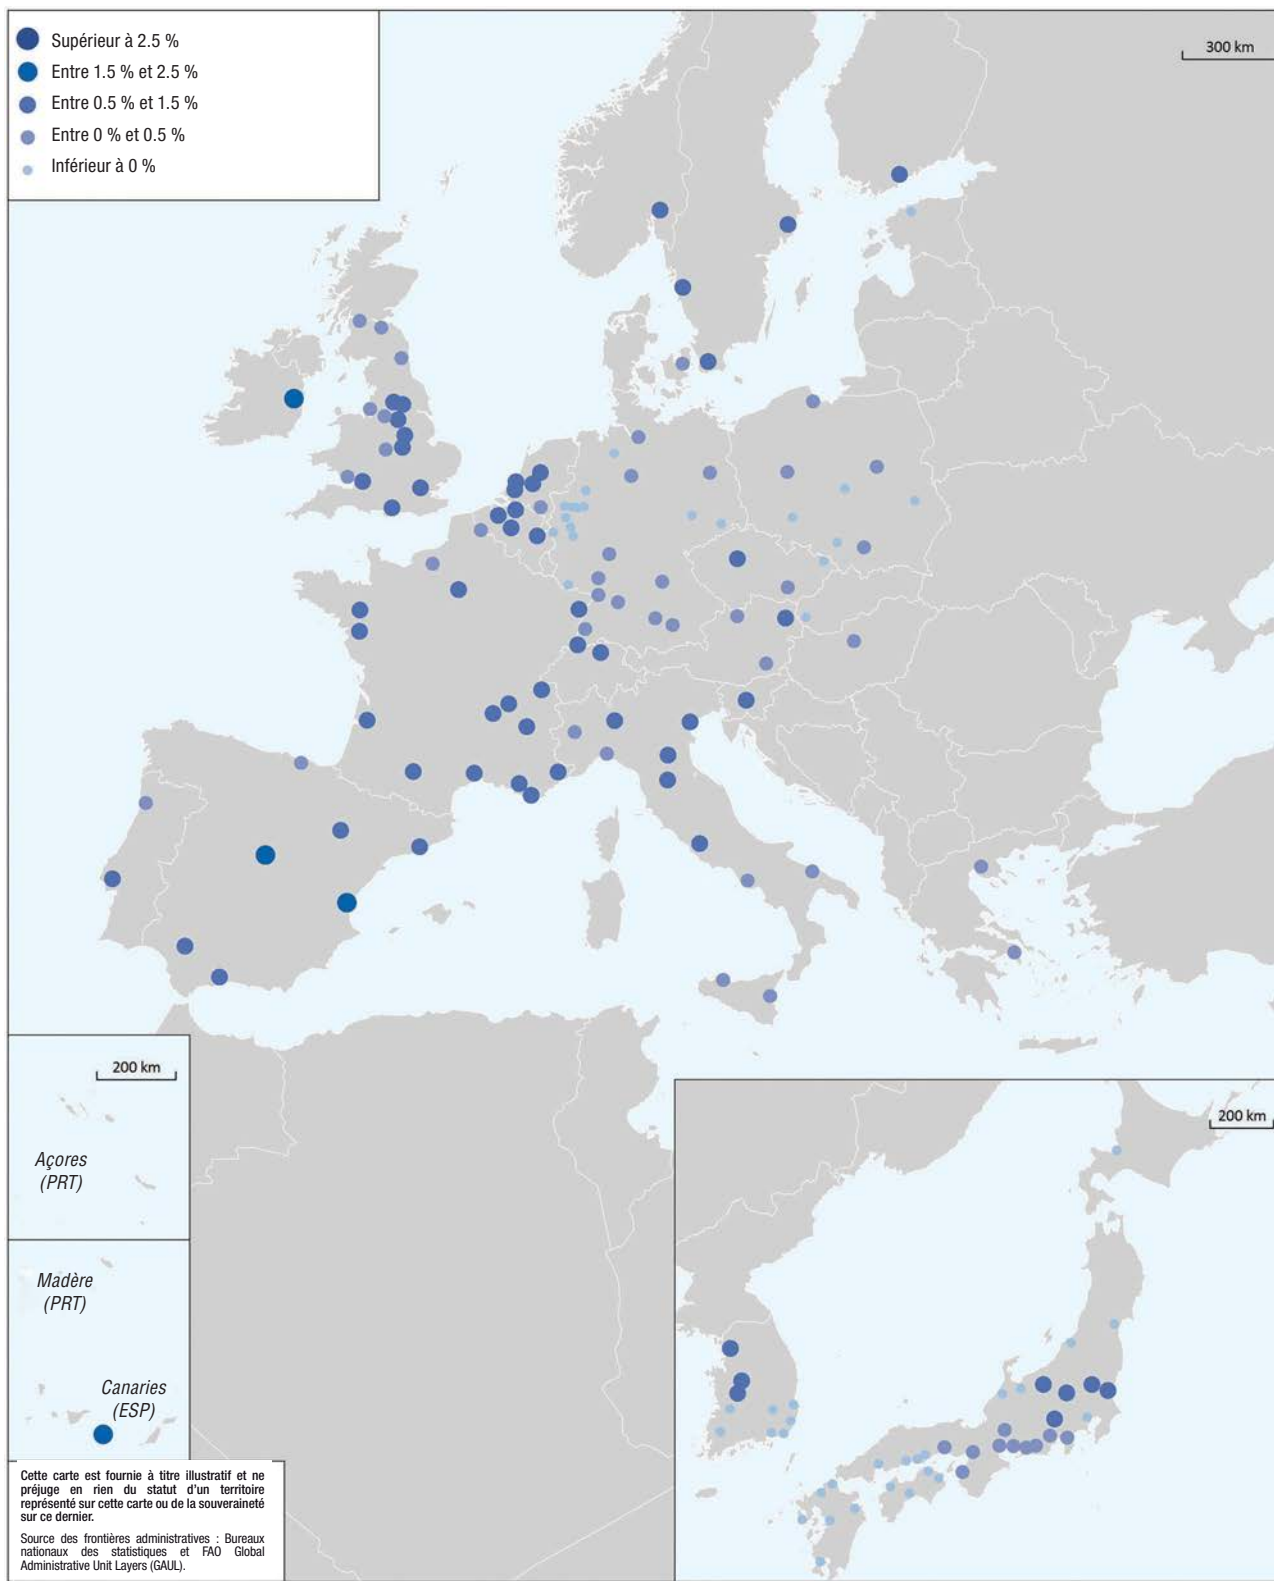 Supérieur à 2.5 %
Entre 1.5 % et 2.5 %
Entre 0.5 % et 1.5 %
Entre 0 % et 0.5 %
Inférieur à 0 %
300 km
200 km
Açores
(PRT)
Madère
(PRT)
Canaries
(ESP)
200 km
Cette carte est fournie à titre illustratif et ne
préjuge en rien du statut d'un territoire
représenté sur cette carte ou de la souveraineté
sur ce dernier.
Source des frontières administratives : Bureaux
nationaux des statistiques et FAO Global
Administrative Unit Layers (GAUL).